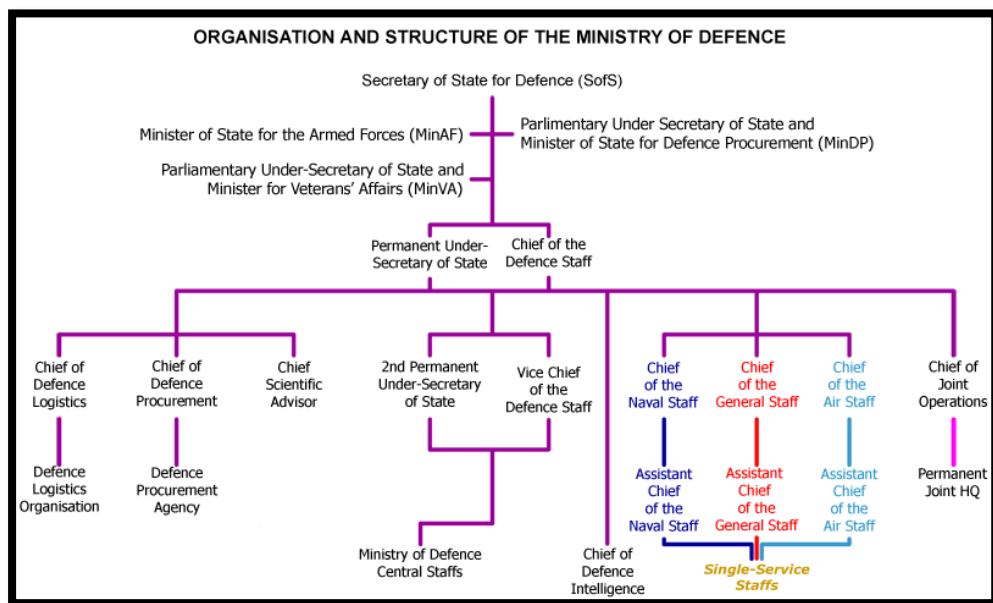 ORGANISATION AND STRUCTURE OF THE MINISTRY OF DEFENCE
Secretary of State for Defence (SofS)
Minister of State for the Armed Forces (MinAF)
Parlimentary Under Secretary of State and
Minister of State for Defence Procurement (MinDP)
Parliamentary Under-Secretary of State and
Minister for Veterans' Affairs (MinVA)
Permanent Under-
Secretary of State
Chief of the
Defence Staff
Chief of
Defence
Logistics
Chief of
Defence
Procurement
Chief
Scientific
Advisor
2nd Permanent
Under-Secretary
of State
Vice Chief
of the
Defence Staff
Chief
of the
Naval Staff
Chief
of the
General Staff
Chief
of the
Air Staff
Chief of
Joint
Operations
Defence
Logistics
Organisation
Defence
Procurement
Agency
Assistant
Chief
of the
Naval Staff
Assistant
Chief
of the
General Staff
Assistant
Chief
of the
Air Staff
Permanent
Joint HQ
Ministry of Defence
Central Staffs
Chief of
Defence
Intelligence
Single-Service
Staffs